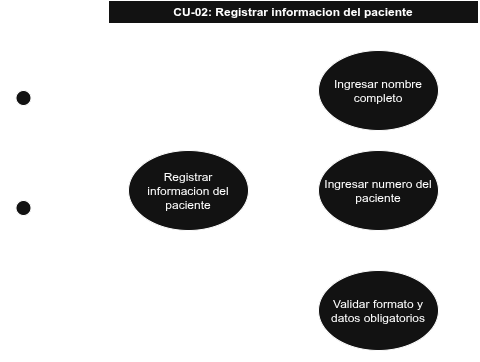 CU-02: Registrar informacion del paciente
Ingresar nombre
completo
Registrar
informacion del
paciente
Ingresar numero del
paciente
Validar formato y
datos obligatorios